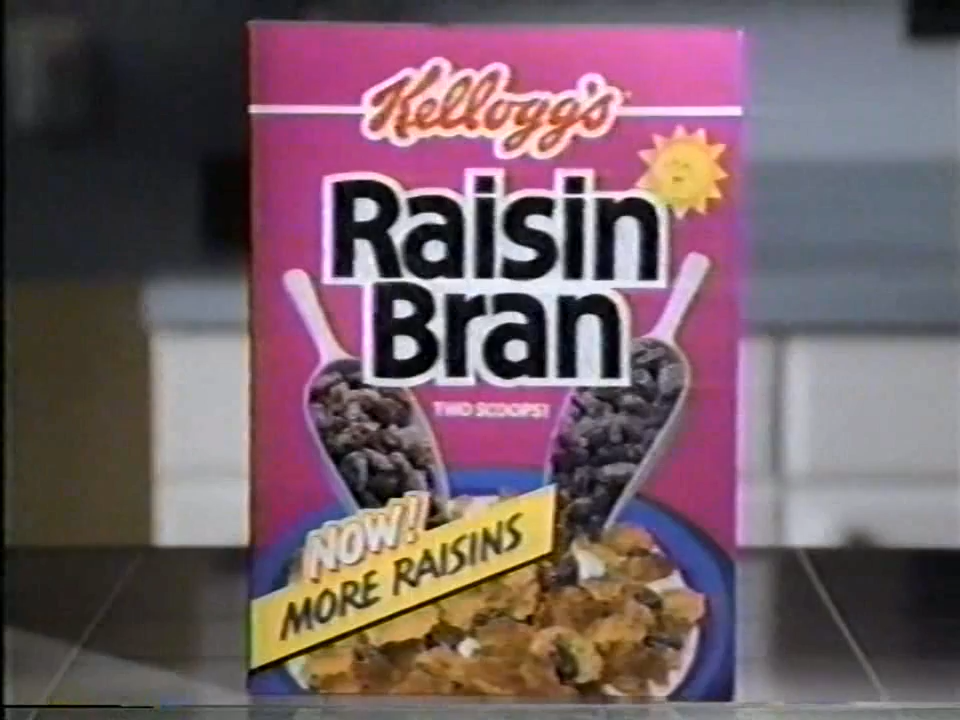 Kellogg's
Raisin
Bran
TWO SCOOPS!
NOW!
MORE RAISINS